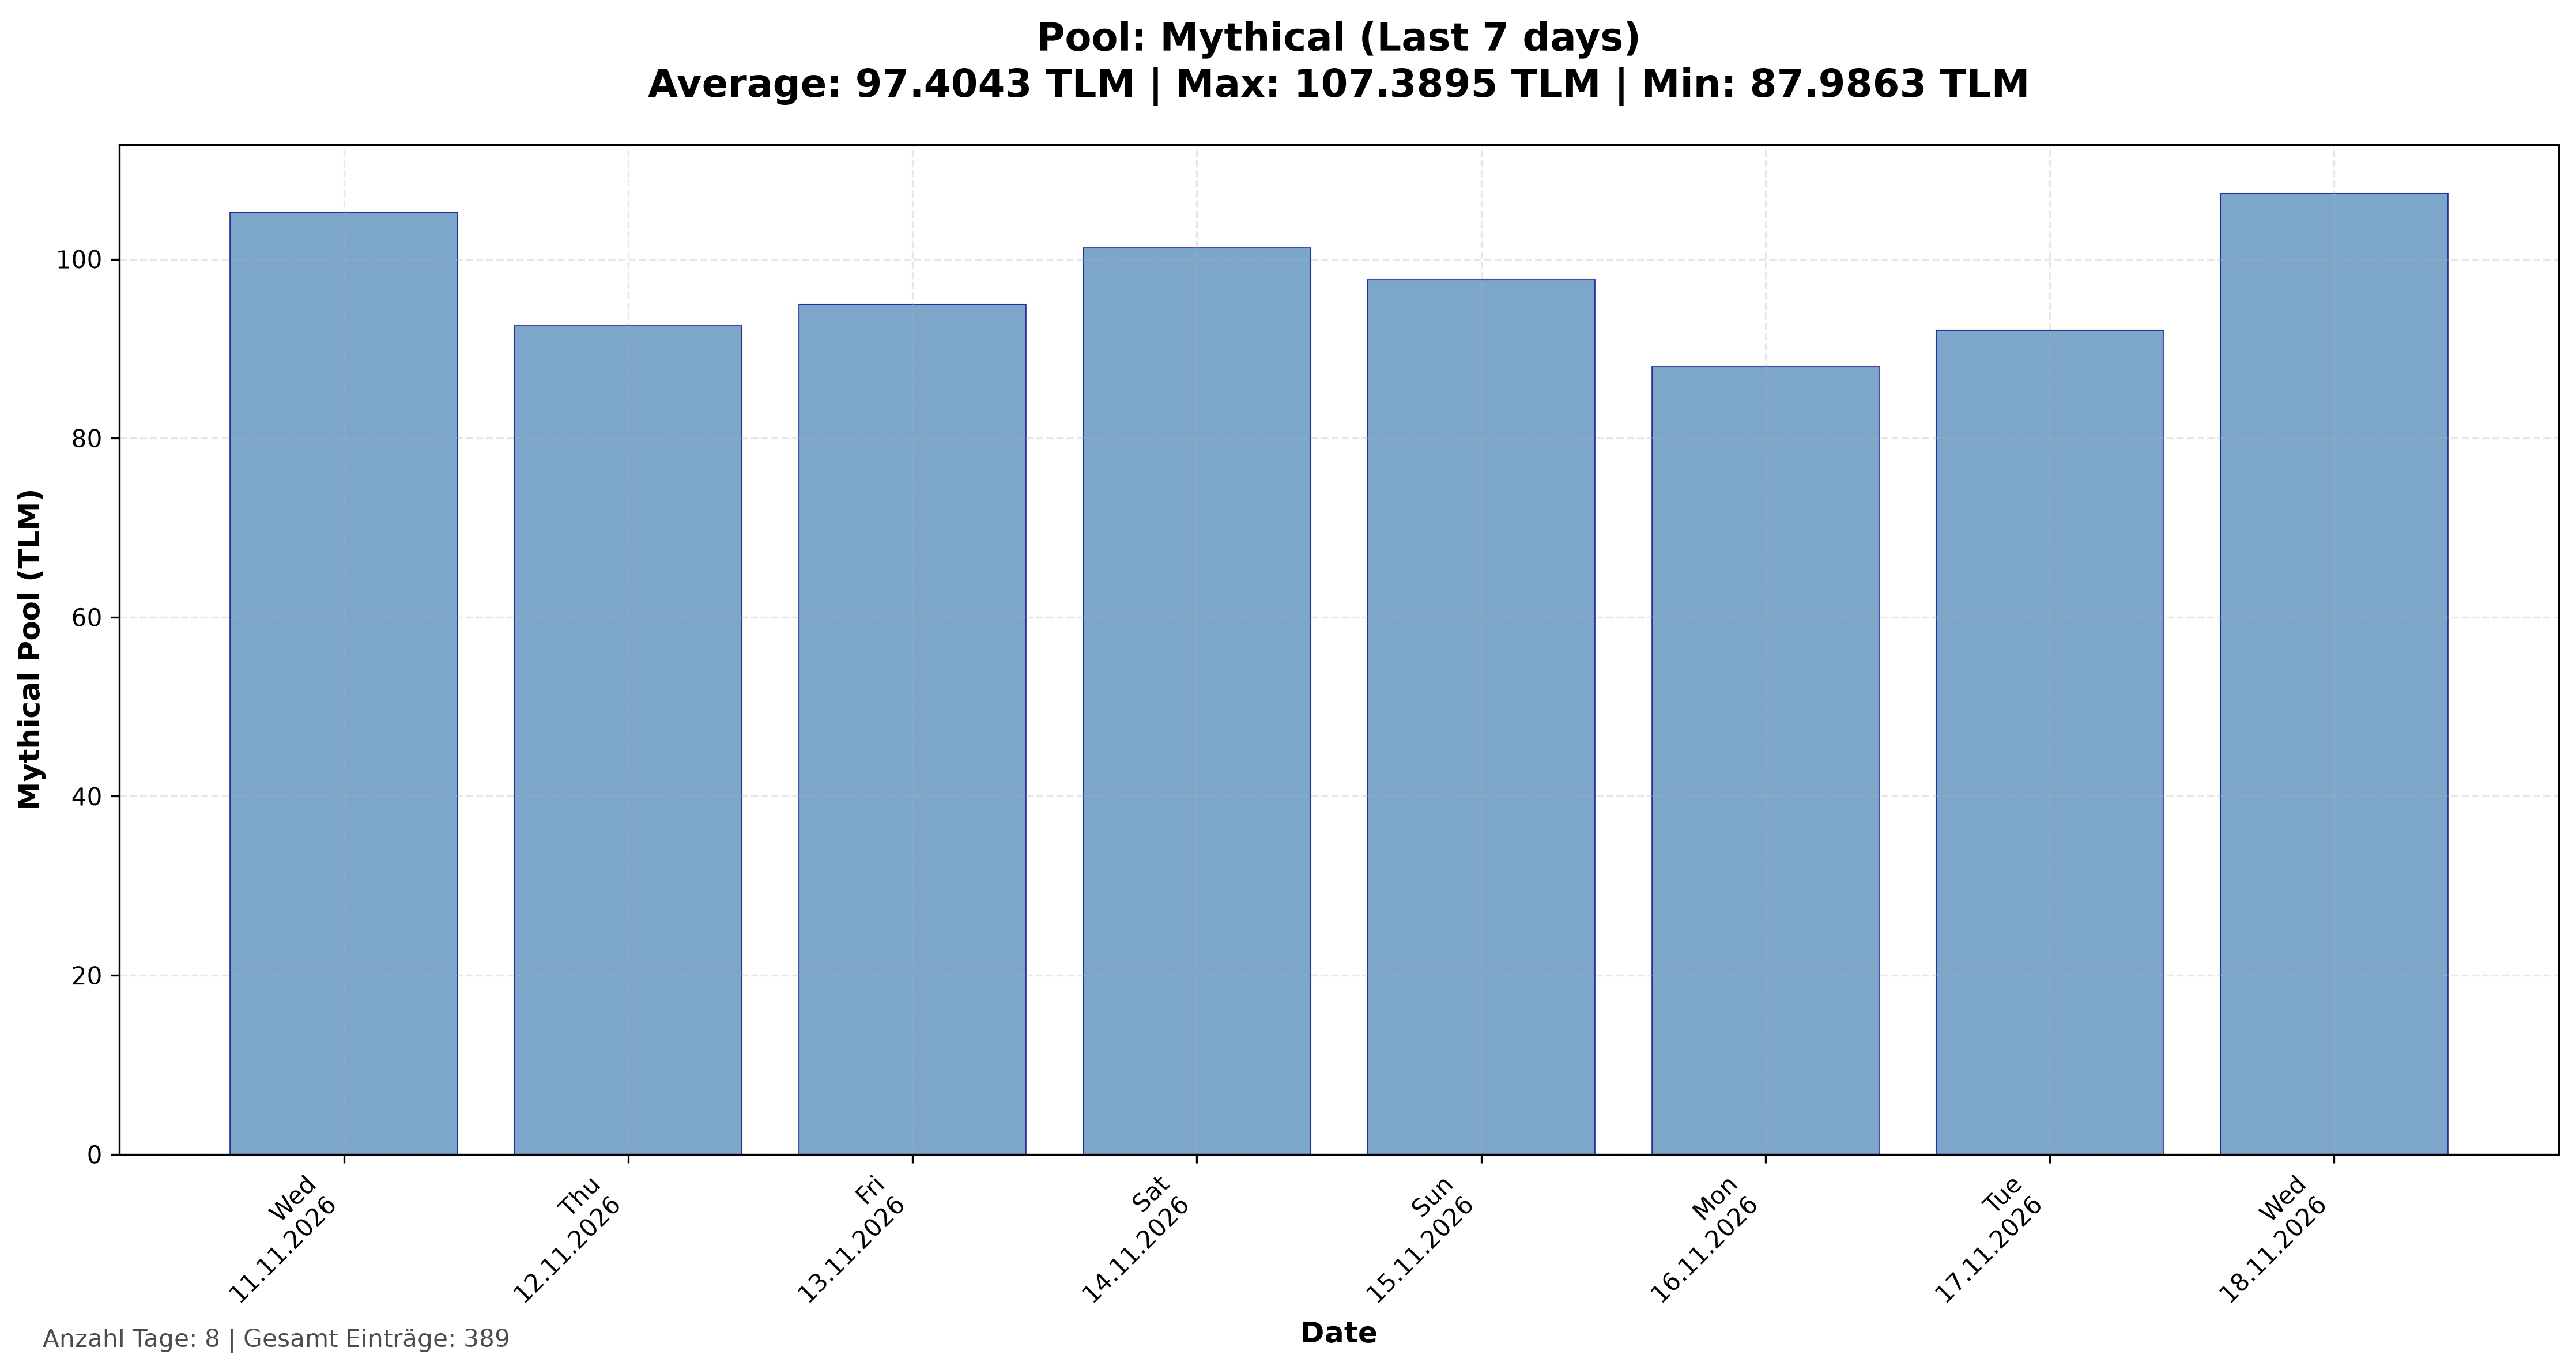 Pool: Mythical (Last 7 days)
Average: 97.4043 TLM | Max: 107.3895 TLM | Min: 87.9863 TLM
Mythical Pool (TLM)
100
80
60
40
20
0
Wed
11.11.2026
Thu
12.11.2026
Fri
13.11.2026
Sat
14.11.2026
Sun
15.11.2026
Mon
16.11.2026
Tue
17.11.2026
Wed
18.11.2026
Date
Anzahl Tage: 8 | Gesamt Einträge: 389